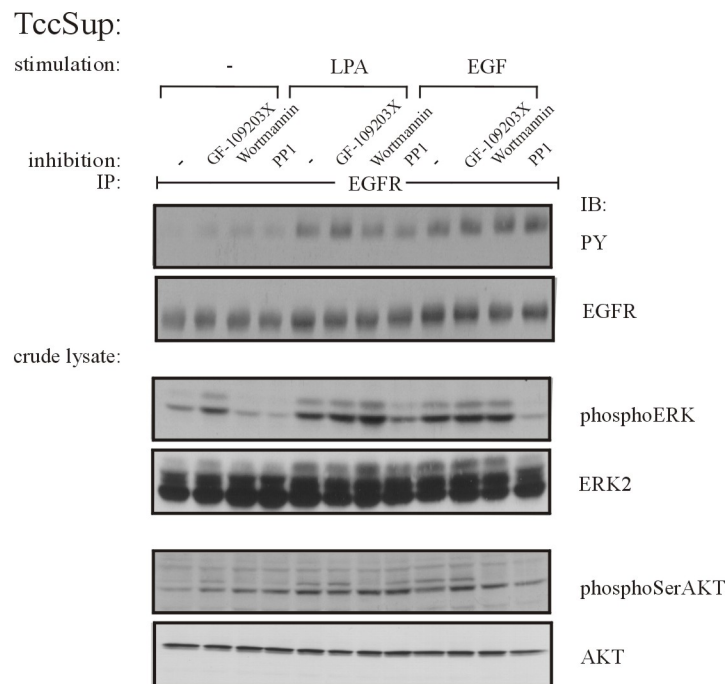 TccSup:
stimulation: - LPA EGF
inhibition: - GF-109203X Wortmannin PP1 - GF-109203X Wortmannin PP1 - GF-109203X Wortmannin PP1
IP: EGFR
IB:
PY
EGFR
crude lysate:
phosphoERK
ERK2
phosphoSerAKT
AKT